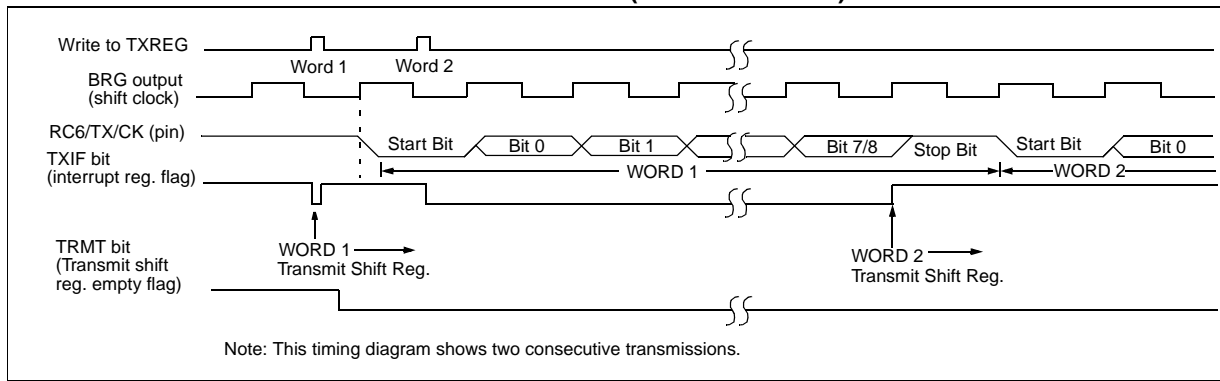 Write to TXREG
Word 1
Word 2
BRG output
(shift clock)
RC6/TX/CK (pin)
Start Bit
Bit 0
Bit 1
Bit 7/8
Stop Bit
Start Bit
Bit 0
TXIF bit
(interrupt reg. flag)
WORD 1
WORD 2
TRMT bit
(Transmit shift
reg. empty flag)
WORD 1
Transmit Shift Reg.
WORD 2
Transmit Shift Reg.
Note: This timing diagram shows two consecutive transmissions.